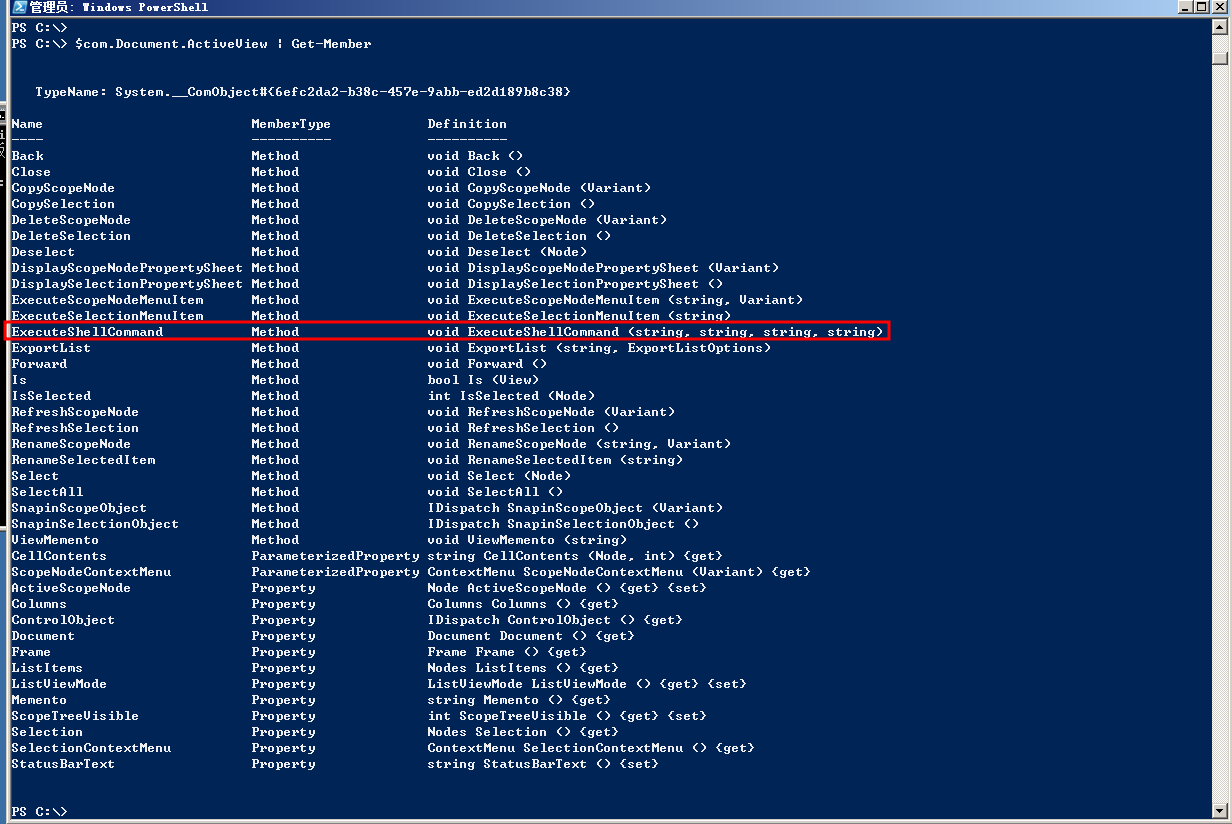 管理员: Windows PowerShell
PS C:\>
PS C:\> $com.Document.ActiveView | Get-Member
TypeName: System.__ComObject#{6efc2da2-b38c-457e-9abb-ed2d189b8c38}
Name MemberType Definition
---- ---------- ----------
Back Method void Back ()
Close Method void Close ()
CopyScopeNode Method void CopyScopeNode (Variant)
CopySelection Method void CopySelection ()
DeleteScopeNode Method void DeleteScopeNode (Variant)
DeleteSelection Method void DeleteSelection ()
Deselect Method void Deselect (Node)
DisplayScopeNodePropertySheet Method void DisplayScopeNodePropertySheet (Variant)
DisplaySelectionPropertySheet Method void DisplaySelectionPropertySheet ()
ExecuteScopeNodeMenuItem Method void ExecuteScopeNodeMenuItem (string, Variant)
ExecuteSelectionMenuItem Method void ExecuteSelectionMenuItem (string)
ExecuteShellCommand Method void ExecuteShellCommand (string, string, string, string)
ExportList Method void ExportList (string, ExportListOptions)
Forward Method void Forward ()
Is Method bool Is (View)
IsSelected Method int IsSelected (Node)
RefreshScopeNode Method void RefreshScopeNode (Variant)
RefreshSelection Method void RefreshSelection ()
RenameScopeNode Method void RenameScopeNode (string, Variant)
RenameSelectedItem Method void RenameSelectedItem (string)
Select Method void Select (Node)
SelectAll Method void SelectAll ()
SnapinScopeObject Method IDispatch SnapinScopeObject (Variant)
SnapinSelectionObject Method IDispatch SnapinSelectionObject ()
ViewMemento Method void ViewMemento (string)
CellContents ParameterizedProperty string CellContents (Node, int) {get}
ScopeNodeContextMenu ParameterizedProperty ContextMenu ScopeNodeContextMenu (Variant) {get}
ActiveScopeNode Property Node ActiveScopeNode () {get} {set}
Columns Property Columns Columns () {get}
ControlObject Property IDispatch ControlObject () {get}
Document Property Document Document () {get}
Frame Property Frame Frame () {get}
ListItems Property Nodes ListItems () {get}
ListViewMode Property ListViewMode ListViewMode () {get} {set}
Memento Property string Memento () {get}
ScopeTreeVisible Property int ScopeTreeVisible () {get} {set}
Selection Property Nodes Selection () {get}
SelectionContextMenu Property ContextMenu SelectionContextMenu () {get}
StatusBarText Property string StatusBarText () {set}
PS C:\>